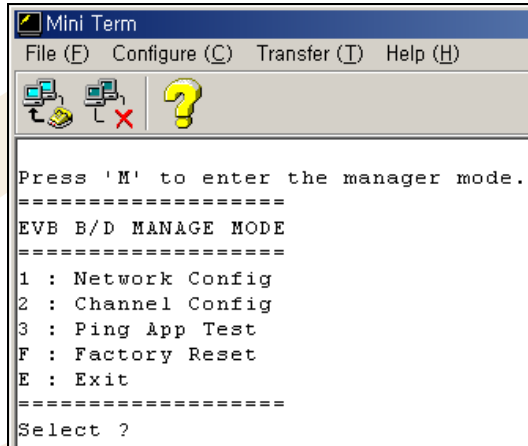 Mini Term
File (F) Configure (C) Transfer (T) Help (H)
Press 'M' to enter the manager mode.
===================
EVB B/D MANAGE MODE
===================
1 : Network Config
2 : Channel Config
3 : Ping App Test
F : Factory Reset
E : Exit
===================
Select ?